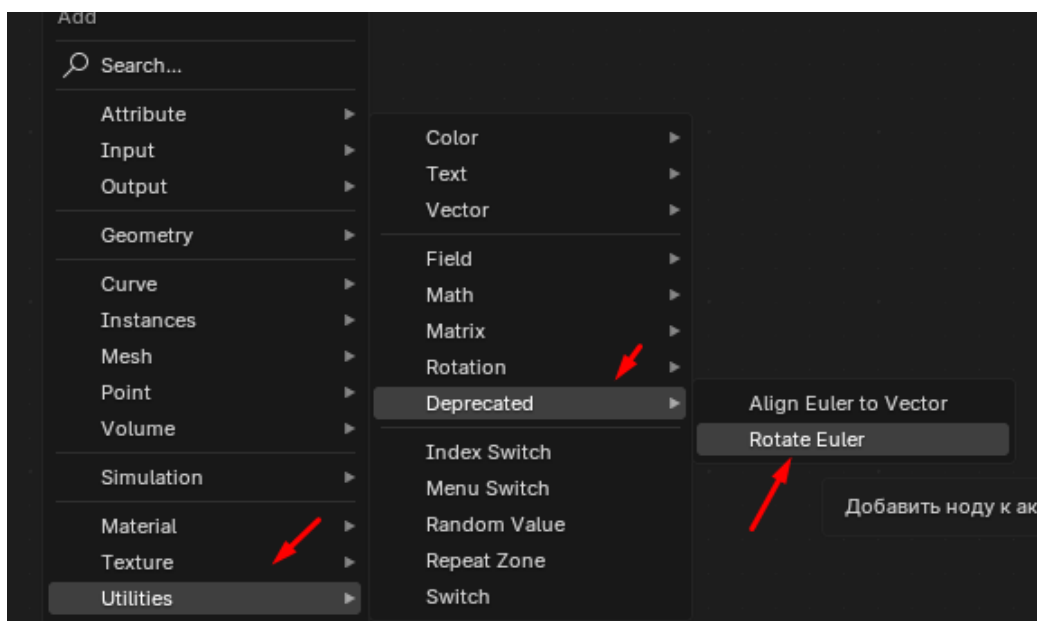 Add
Search...
Attribute
Input
Output
Geometry
Curve
Instances
Mesh
Point
Volume
Simulation
Material
Texture
Utilities
Color
Text
Vector
Field
Math
Matrix
Rotation
Deprecated
Index Switch
Menu Switch
Random Value
Repeat Zone
Switch
Align Euler to Vector
Rotate Euler
Добавить ноду к ак